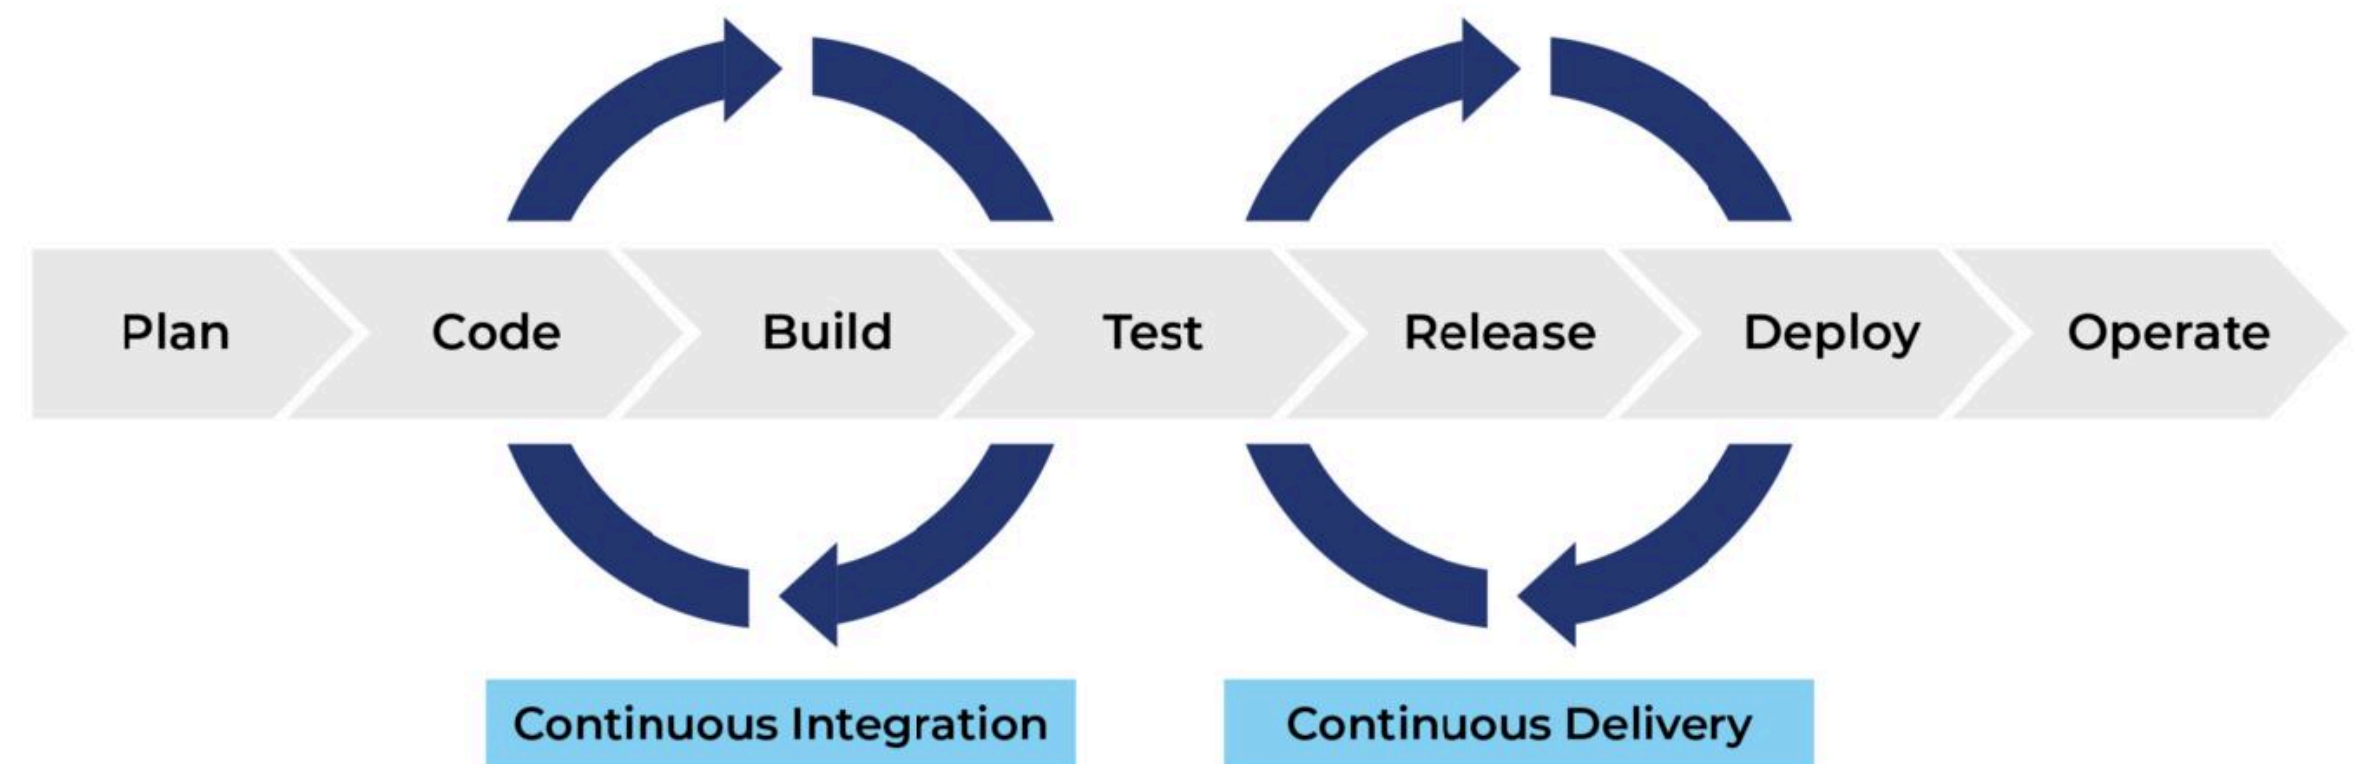 Plan
Code
Build
Test
Release
Deploy
Operate
Continuous Integration
Continuous Delivery